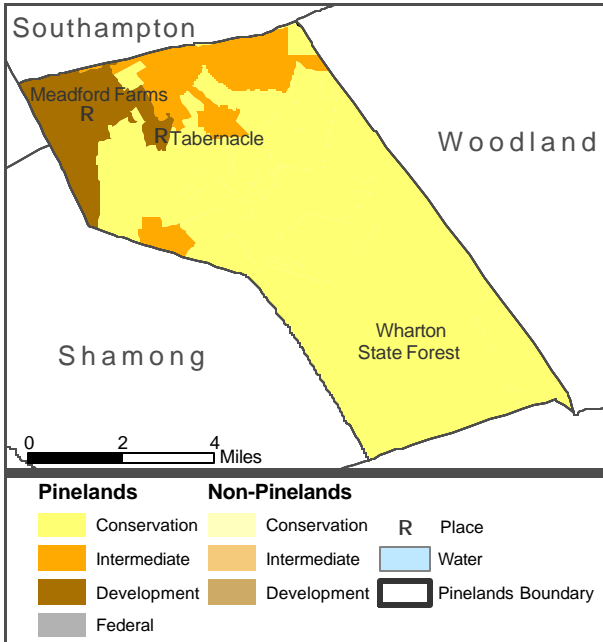 Southampton
Meadford Farms
R
R Tabernacle
Woodland
Wharton
State Forest
Shamong
0 2 4
Miles
Pinelands Non-Pinelands
Conservation Conservation R Place
Intermediate Intermediate Water
Development Development Pinelands Boundary
Federal